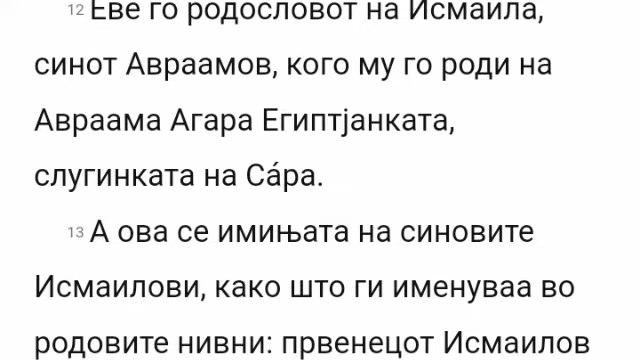 12 Еве го родословот на Исмаила,
синот Авраамов, кого му го роди на
Авраама Агара Египтјанката,
слугинката на Са́ра.
13 А ова се имињата на синовите
Исмаилови, како што ги именуваа во
родовите нивни: првенецот Исмаилов